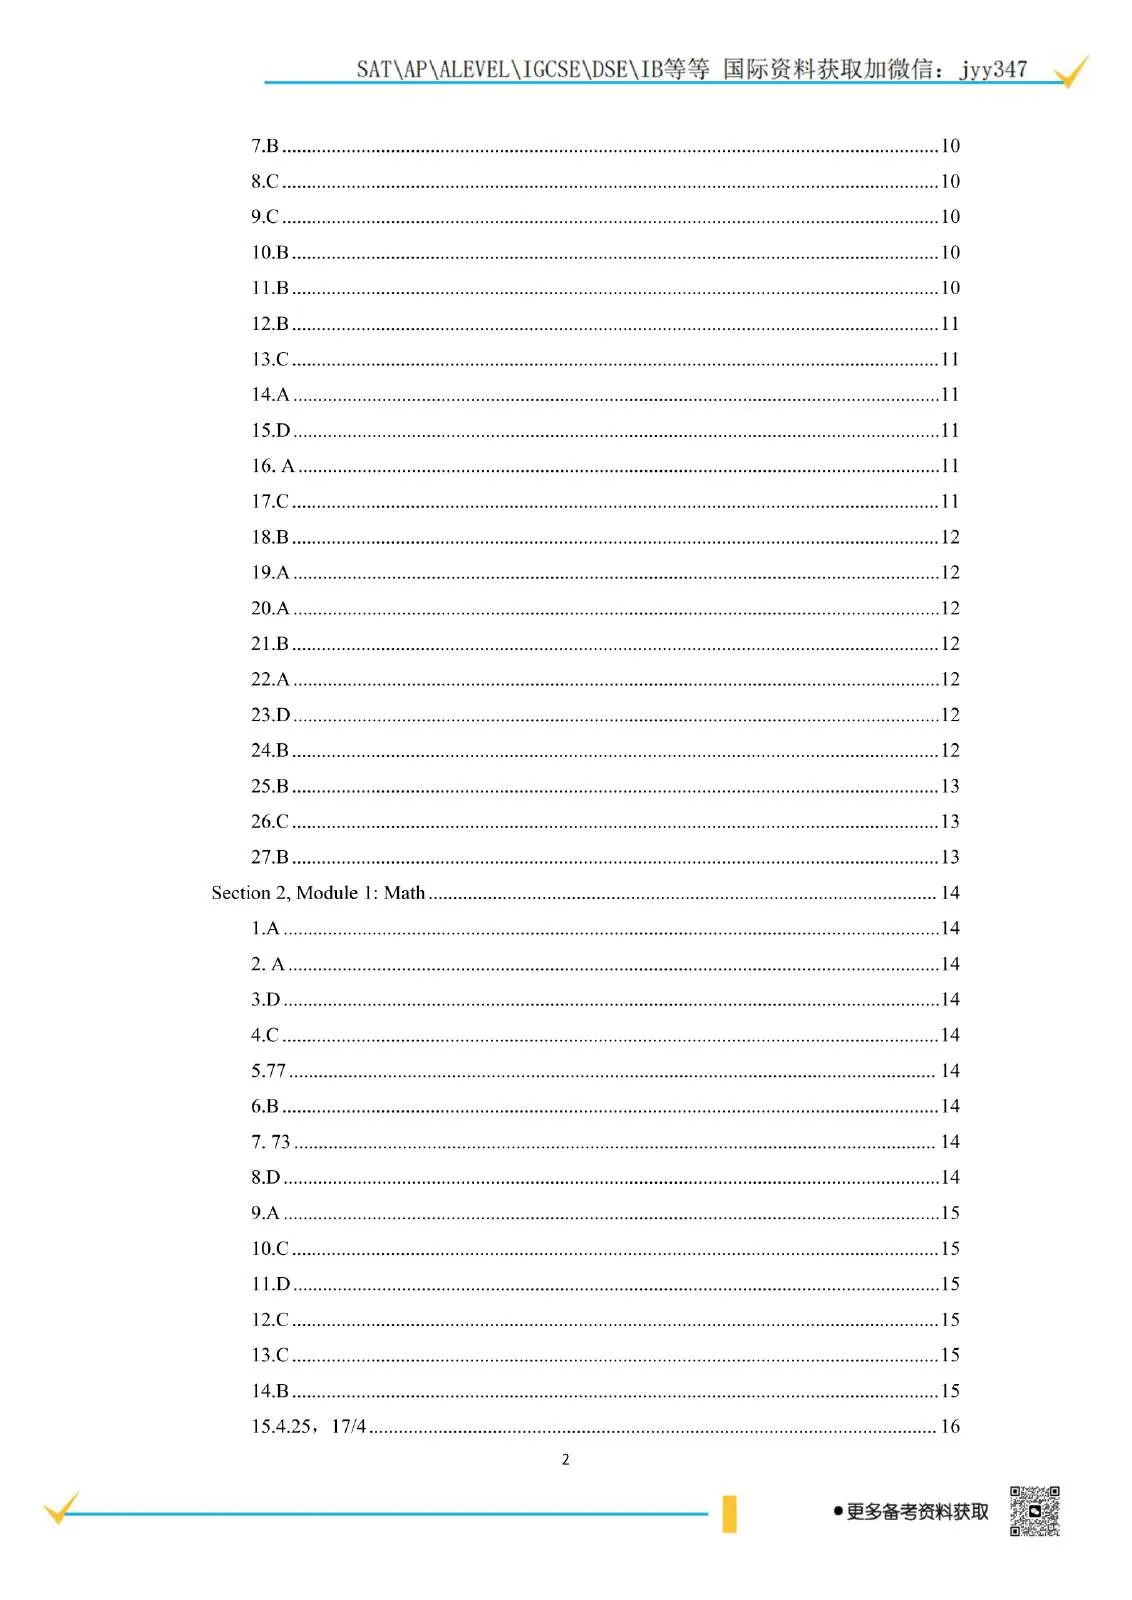 SAT\AP\ALEVEL\IGCSE\DSE\IB等等 国际资料获取加微信：jyy347
7.B 10
8.C 10
9.C 10
10.B 10
11.B 10
12.B 11
13.C 11
14.A 11
15.D 11
16. A 11
17.C 11
18.B 12
19.A 12
20.A 12
21.B 12
22.A 12
23.D 12
24.B 12
25.B 13
26.C 13
27.B 13
Section 2, Module 1: Math 14
1.A 14
2. A 14
3.D 14
4.C 14
5.77 14
6.B 14
7. 73 14
8.D 14
9.A 15
10.C 15
11.D 15
12.C 15
13.C 15
14.B 15
15.4.25，17/4 16
2
●更多备考资料获取